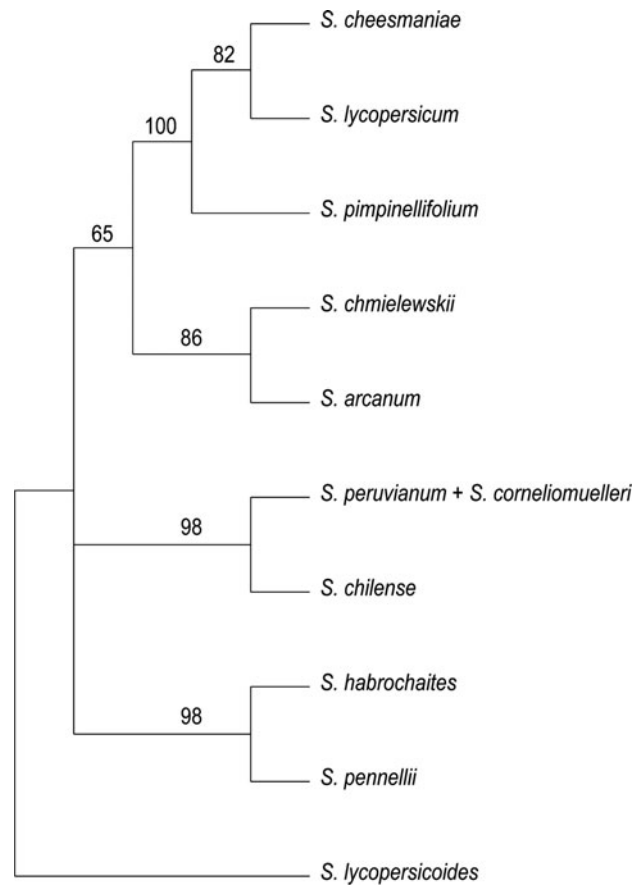 S. cheesmaniae
82
S. lycopersicum
100
S. pimpinellifolium
65
S. chmielewskii
86
S. arcanum
S. peruvianum + S. corneliomuelleri
98
S. chilense
S. habrochaites
98
S. pennellii
S. lycopersicoides